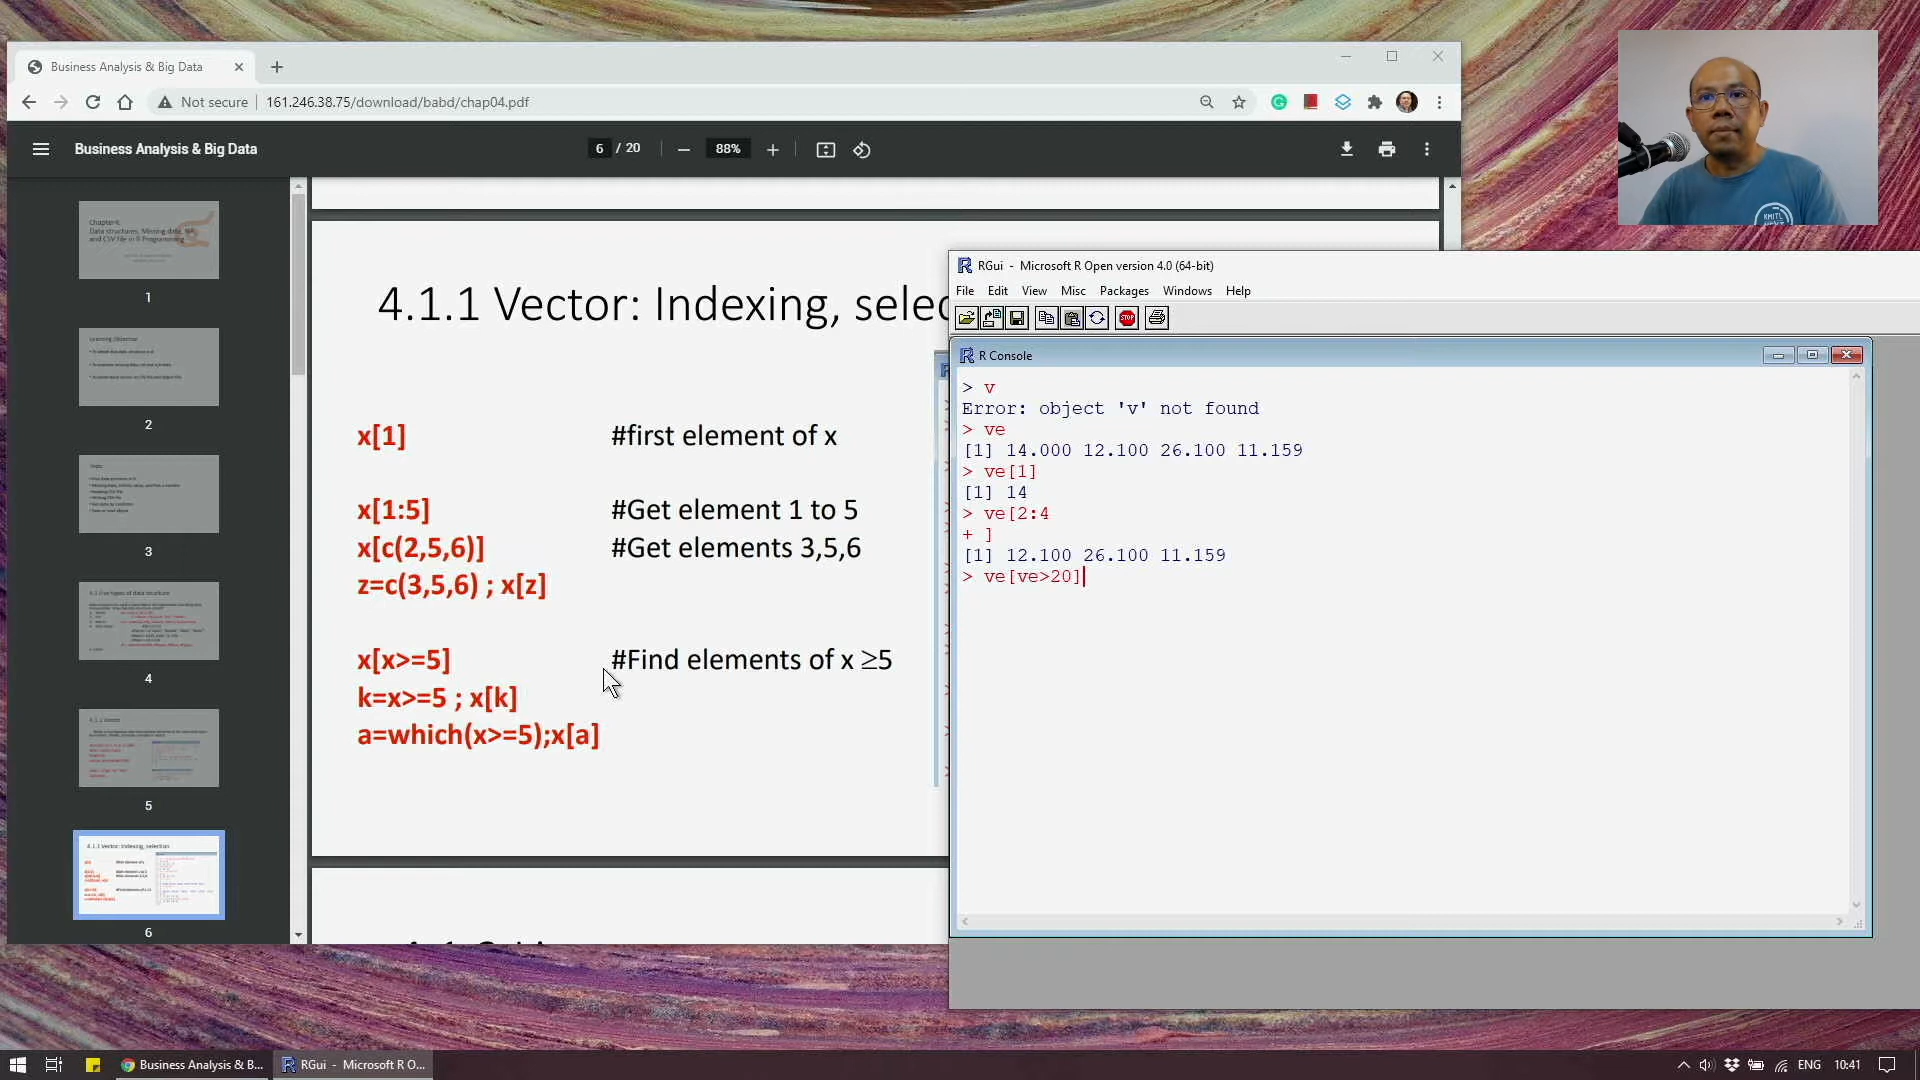 Business Analysis & Big Data
Not secure
161.246.38.75/download/babd/chap04.pdf
Business Analysis & Big Data
6 / 20
88%
1
2
3
4
5
6
4.1.1 Vector: Indexing, selec
x[1] #first element of x
x[1:5] #Get element 1 to 5
x[c(2,5,6)] #Get elements 3,5,6
z=c(3,5,6) ; x[z]
x[x>=5] #Find elements of x ≥5
k=x>=5 ; x[k]
a=which(x>=5);x[a]
RGui - Microsoft R Open version 4.0 (64-bit)
File Edit View Misc Packages Windows Help
STOP
R Console
> v
Error: object 'v' not found
> ve
[1] 14.000 12.100 26.100 11.159
> ve[1]
[1] 14
> ve[2:4
+ ]
[1] 12.100 26.100 11.159
> ve[ve>20]
KMITL
Business Analysis & B...
RGui - Microsoft R O...
ENG
10:41